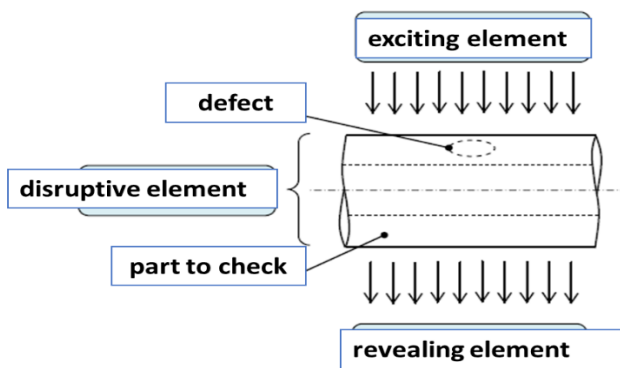 exciting element
defect
disruptive element
part to check
revealing element